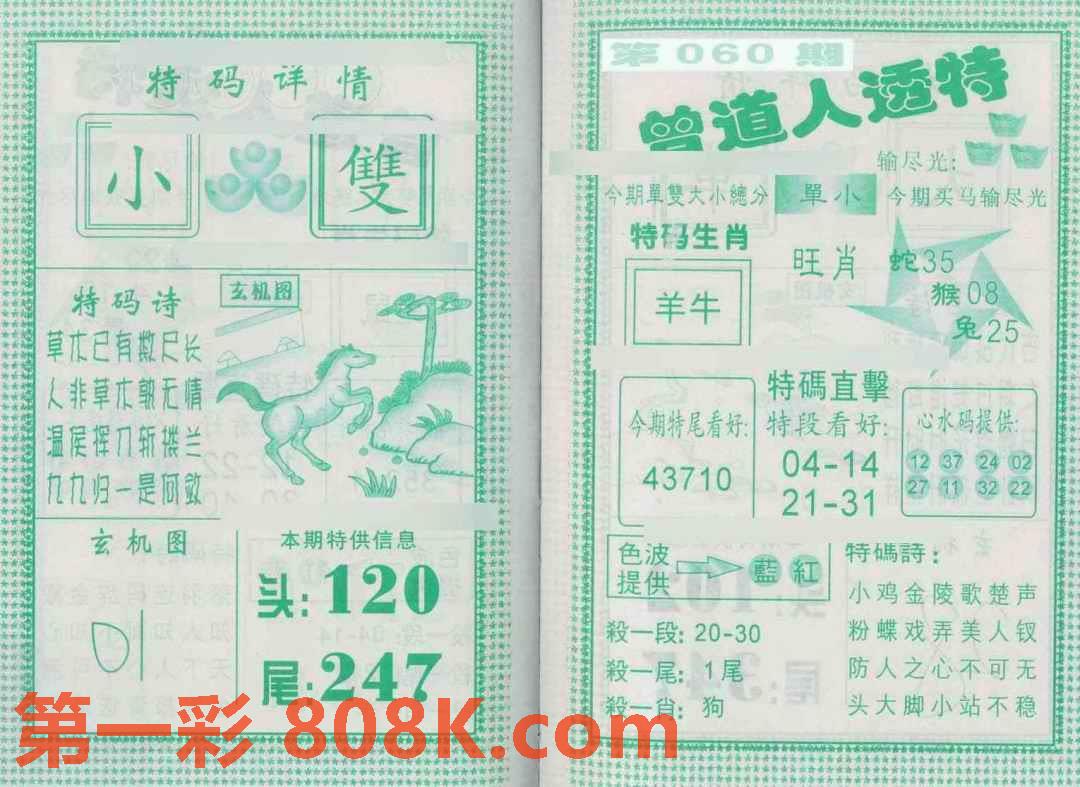 特码详情
小
雙
特码诗
草木已有数尺长
人非草木孰无情
温侯挥刀斩楼兰
九九归一是何数
玄机图
玄机图
本期特供信息
头:120
尾:247
第060期
曾道人透特
输尽光:
今期單雙大小總分
單小
今期买马输尽光
特码生肖
羊牛
旺肖
蛇35
猴08
兔25
今期特尾看好:
43710
特碼直擊
特段看好:
04-14
21-31
心水码提供:
12 37 24 02
27 11 32 22
色波
提供
藍 紅
殺一段: 20-30
殺一尾: 1尾
殺一肖: 狗
特碼詩:
小鸡金陵歌楚声
粉蝶戏弄美人钗
防人之心不可无
头大脚小站不稳
第一彩 808K.com